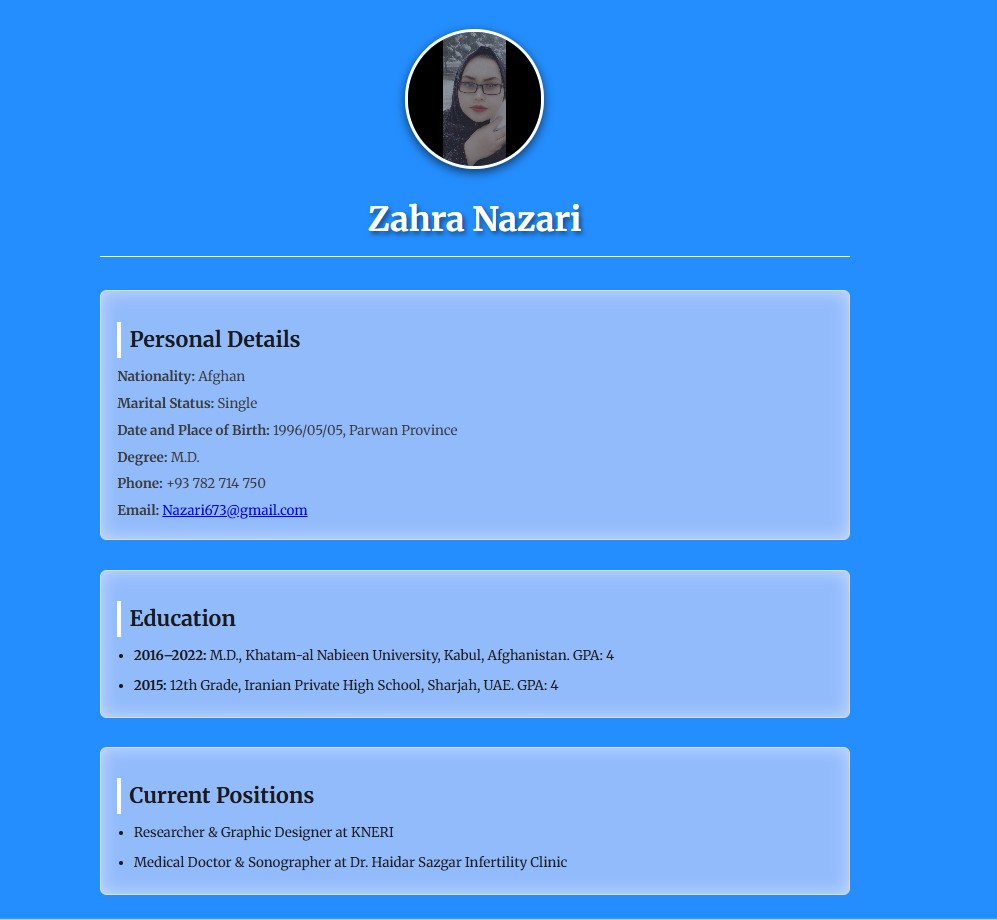 Zahra Nazari
Personal Details
Nationality: Afghan
Marital Status: Single
Date and Place of Birth: 1996/05/05, Parwan Province
Degree: M.D.
Phone: +93 782 714 750
Email: Nazari673@gmail.com
Education
• 2016–2022: M.D., Khatam-al Nabieen University, Kabul, Afghanistan. GPA: 4
• 2015: 12th Grade, Iranian Private High School, Sharjah, UAE. GPA: 4
Current Positions
• Researcher & Graphic Designer at KNERI
• Medical Doctor & Sonographer at Dr. Haidar Sazgar Infertility Clinic